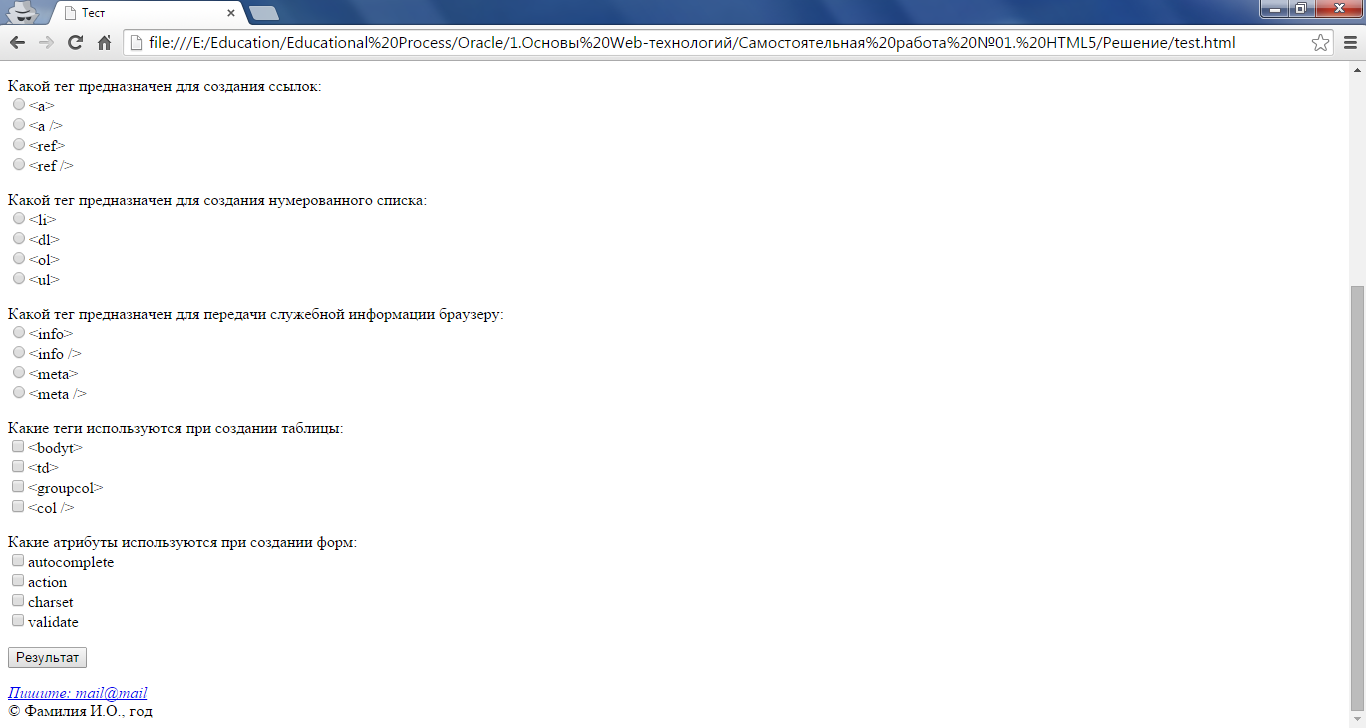 Тест
file:///E:/Education/Educational%20Process/Oracle/1.Основы%20Web-технологий/Самостоятельная%20работа%20№01.%20HTML5/Решение/test.html
Какой тег предназначен для создания ссылок:
<a>
<a />
<ref>
<ref />
Какой тег предназначен для создания нумерованного списка:
<li>
<dl>
<ol>
<ul>
Какой тег предназначен для передачи служебной информации браузеру:
<info>
<info />
<meta>
<meta />
Какие теги используются при создании таблицы:
<bodyt>
<td>
<groupcol>
<col />
Какие атрибуты используются при создании форм:
autocomplete
action
charset
validate
Результат
Пишите: mail@mail
© Фамилия И.О., год